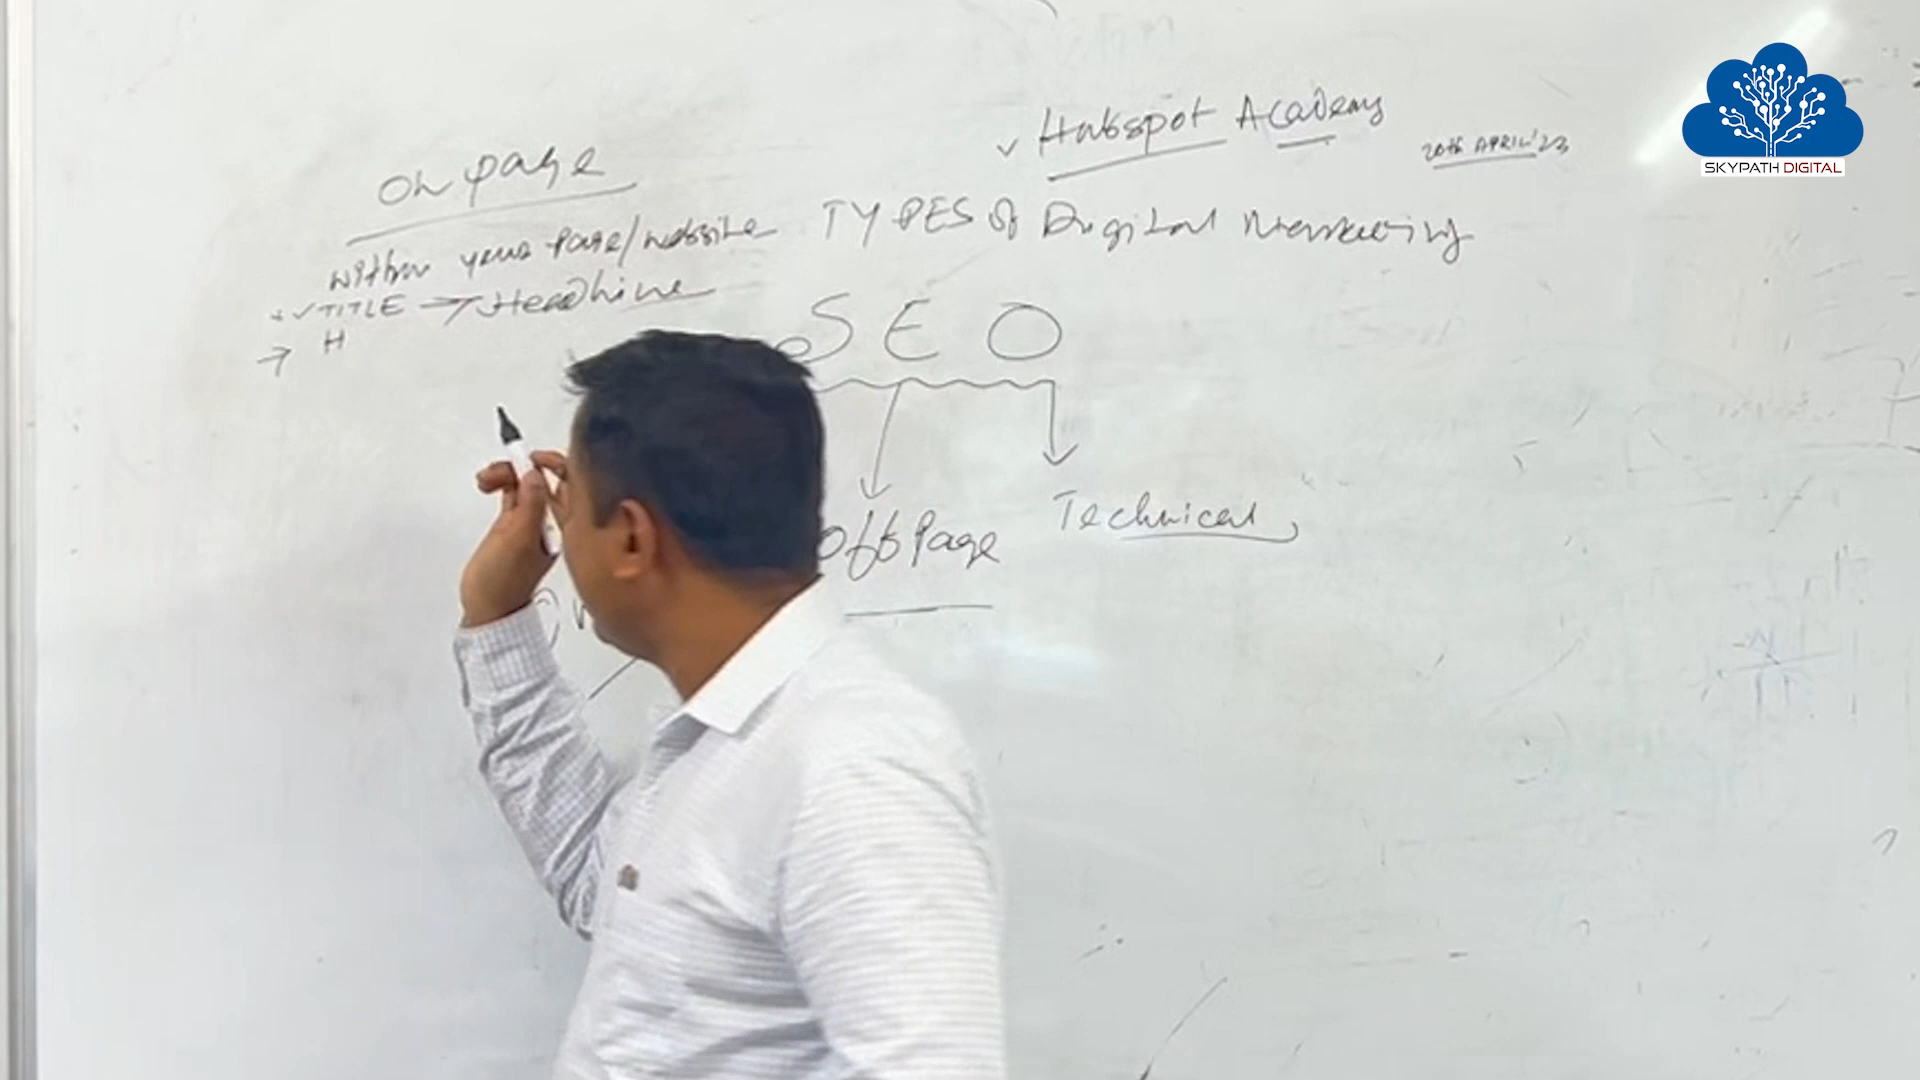 ✓ Hubspot Academy
20th APRIL'23
SKYPATH DIGITAL
On page
TYPES of Digital Marketing
within your Page/website
✓ TITLE → Headline
→ H
SEO
Off Page
Technical